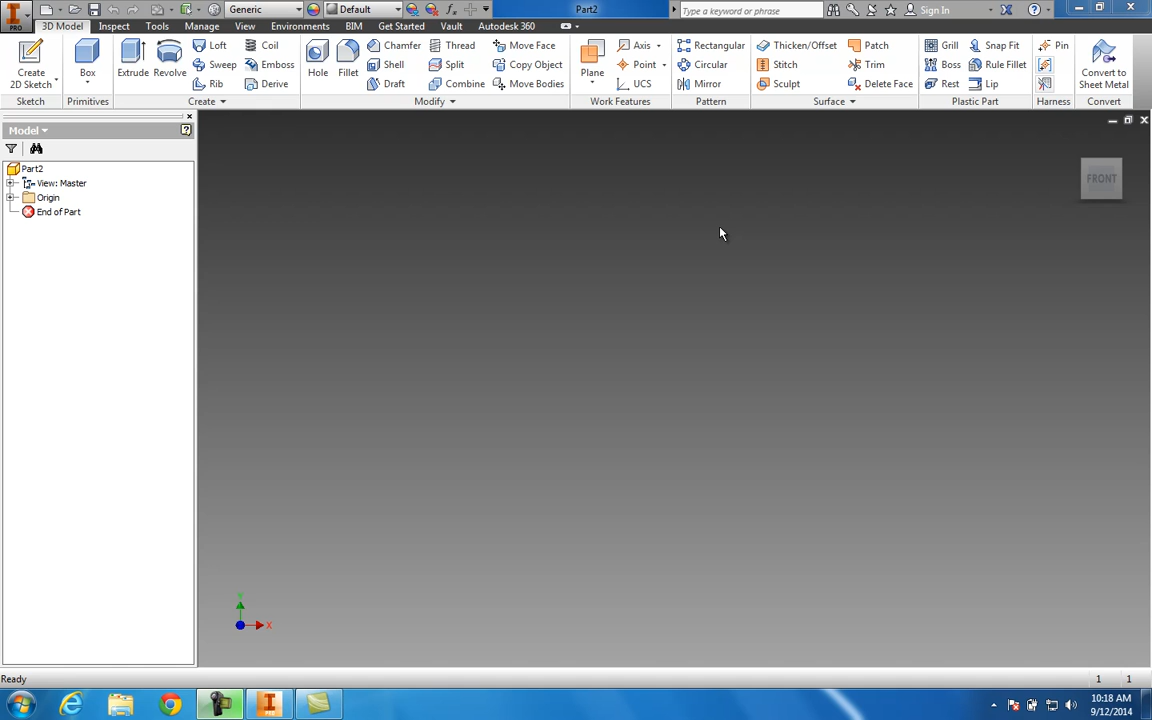 PRO
Generic
Default
fx
Part2
Type a keyword or phrase
Sign In
3D Model
Inspect
Tools
Manage
View
Environments
BIM
Get Started
Vault
Autodesk 360
Create
2D Sketch
Box
Extrude
Revolve
Loft
Sweep
Rib
Coil
Emboss
Derive
Hole
Fillet
Chamfer
Shell
Draft
Thread
Split
Combine
Move Face
Copy Object
Move Bodies
Plane
Axis
Point
UCS
Rectangular
Circular
Mirror
Thicken/Offset
Stitch
Sculpt
Patch
Trim
Delete Face
Grill
Boss
Rest
Snap Fit
Rule Fillet
Lip
Pin
Convert to
Sheet Metal
Sketch
Primitives
Create
Modify
Work Features
Pattern
Surface
Plastic Part
Harness
Convert
Model
Part2
View: Master
Origin
End of Part
FRONT
Y
X
Ready
1
1
10:18 AM
9/12/2014